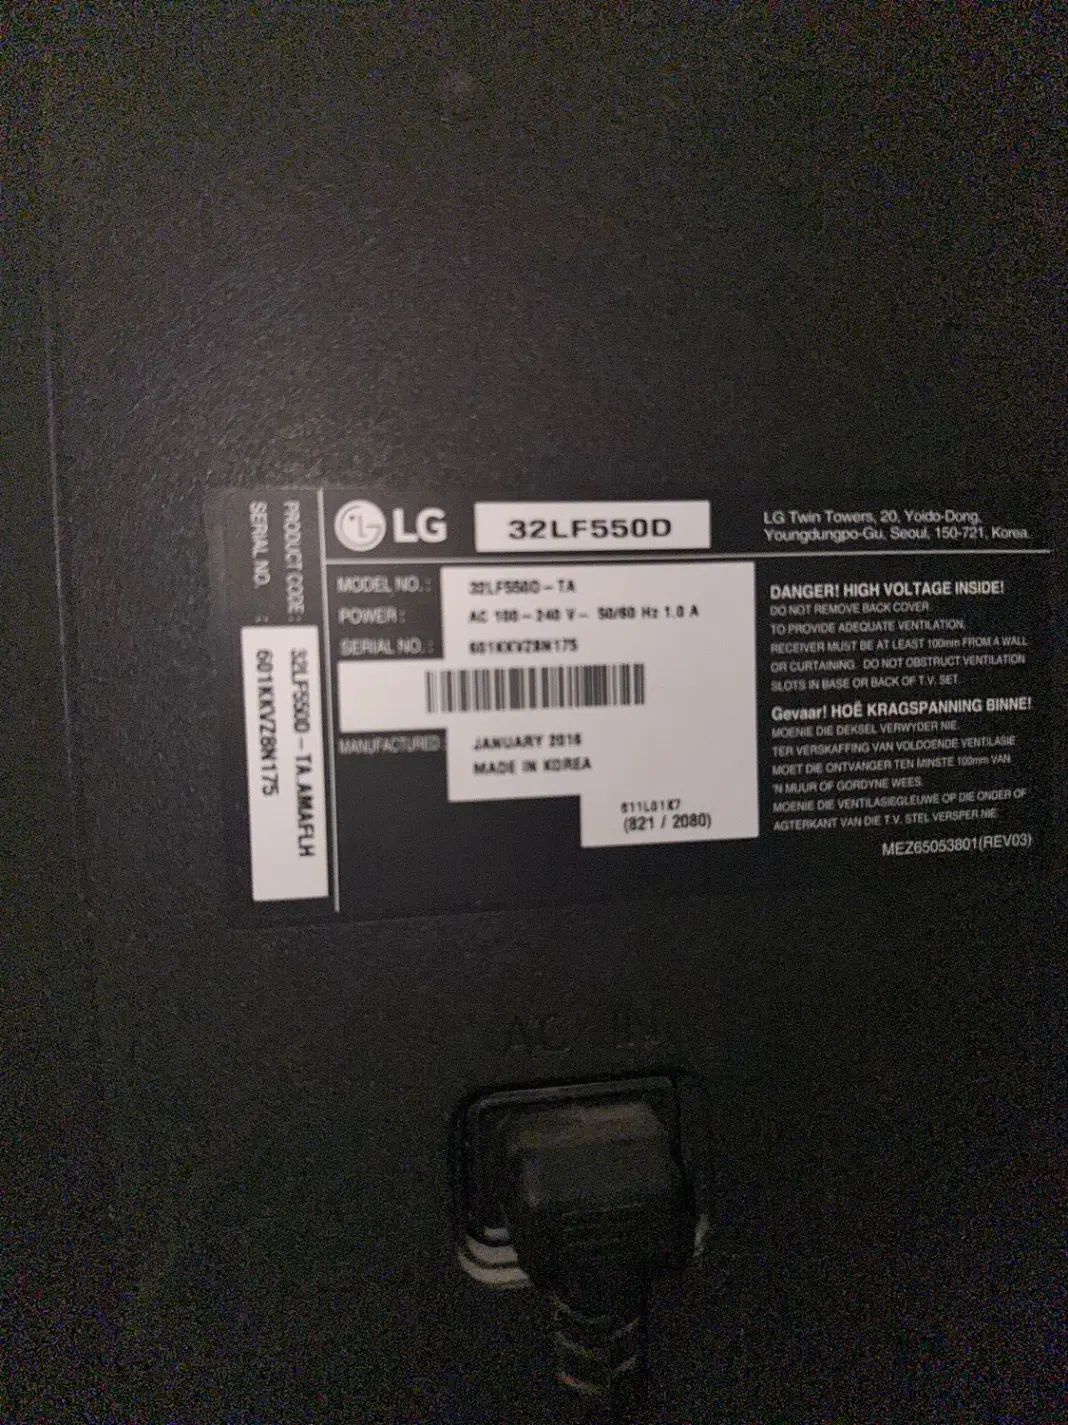 LG
32LF550D
LG Twin Towers, 20, Yoido-Dong,
Youngdungpo-Gu, Seoul, 150-721, Korea.
PRODUCT CODE : 32LF550D-TA.AMAFLH
SERIAL NO. : 601KKVZ8N175
MODEL NO. : 32LF550D-TA
POWER : AC 100-240 V~ 50/60 Hz 1.0 A
SERIAL NO. : 601KKVZ8N175
MANUFACTURED : JANUARY 2016
MADE IN KOREA
611L01K7
(821 / 2080)
DANGER! HIGH VOLTAGE INSIDE!
DO NOT REMOVE BACK COVER.
TO PROVIDE ADEQUATE VENTILATION,
RECEIVER MUST BE AT LEAST 100mm FROM A WALL
OR CURTAINING. DO NOT OBSTRUCT VENTILATION
SLOTS IN BASE OR BACK OF T.V. SET.
Gevaar! HOË KRAGSPANNING BINNE!
MOENIE DIE DEKSEL VERWYDER NIE.
TER VERSKAFFING VAN VOLDOENDE VENTILASIE
MOET DIE ONTVANGER TEN MINSTE 100mm VAN
'N MUUR OF GORDYNE WEES.
MOENIE DIE VENTILASIEGLEUWE OP DIE ONDER OF
AGTERKANT VAN DIE T.V. STEL VERSPER NIE.
MEZ65053801(REV03)
AC IN